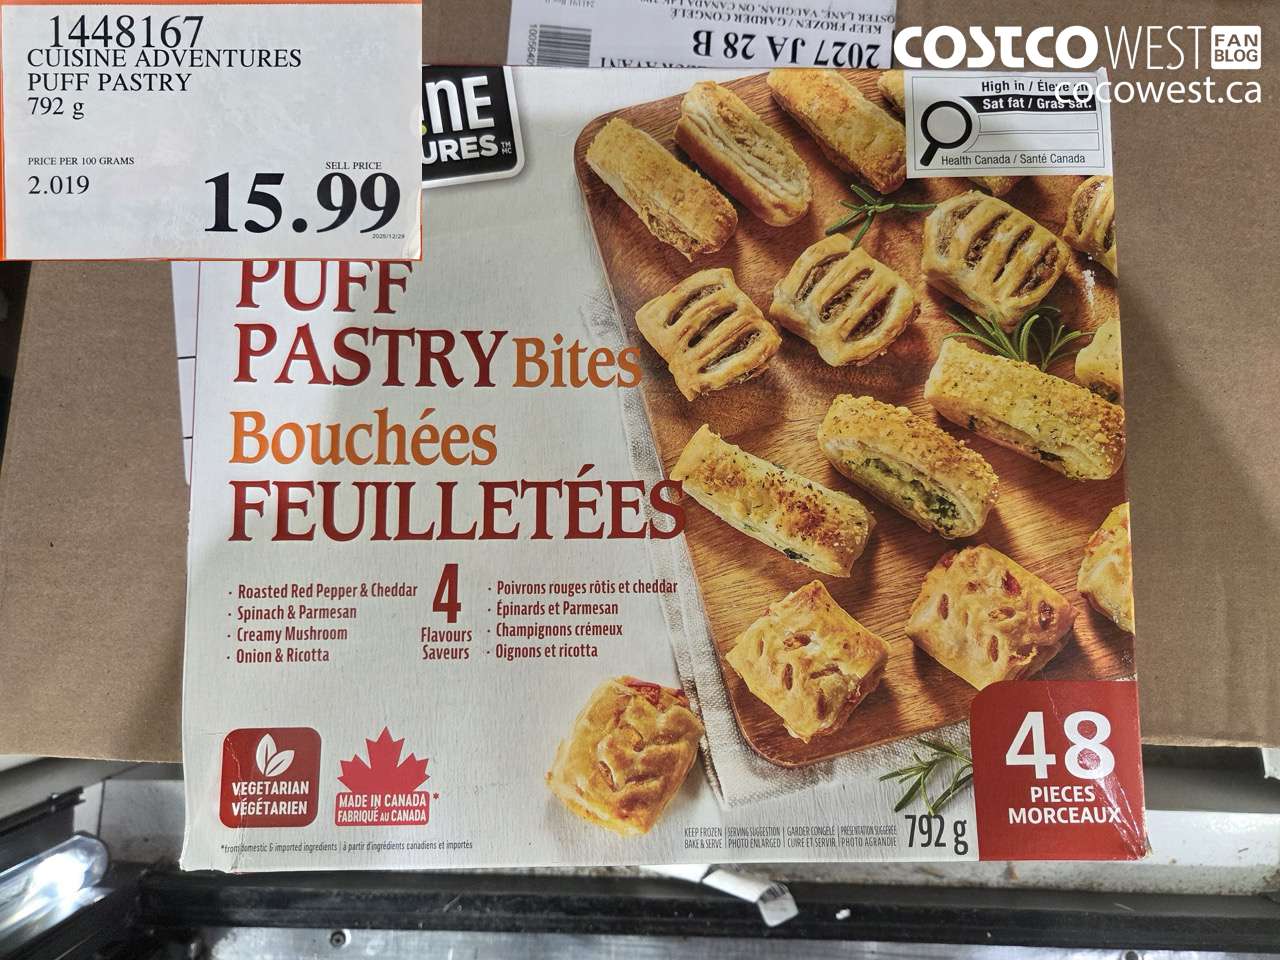 1448167
CUISINE ADVENTURES
PUFF PASTRY
792 g
PRICE PER 100 GRAMS
2.019
SELL PRICE
15.99
2025/12/29
KEEP FROZEN / GARDER CONGELÉ
2027 JA 28 B
COSTCO WEST FAN BLOG
cocowest.ca
High in / Élevé en
Sat fat / Gras sat.
Health Canada / Santé Canada
PUFF
PASTRY Bites
Bouchées
FEUILLETÉES
4
Flavours
Saveurs
· Roasted Red Pepper & Cheddar
· Spinach & Parmesan
· Creamy Mushroom
· Onion & Ricotta
· Poivrons rouges rôtis et cheddar
· Épinards et Parmesan
· Champignons crémeux
· Oignons et ricotta
VEGETARIAN
VÉGÉTARIEN
MADE IN CANADA *
FABRIQUÉ AU CANADA
*from domestic & imported ingredients | à partir d'ingrédients canadiens et importés
KEEP FROZEN | SERVING SUGGESTION | GARDER CONGELÉ | PRÉSENTATION SUGGÉRÉE
BAKE & SERVE | PHOTO ENLARGED | CUIRE ET SERVIR | PHOTO AGRANDIE
792 g
48
PIECES
MORCEAUX